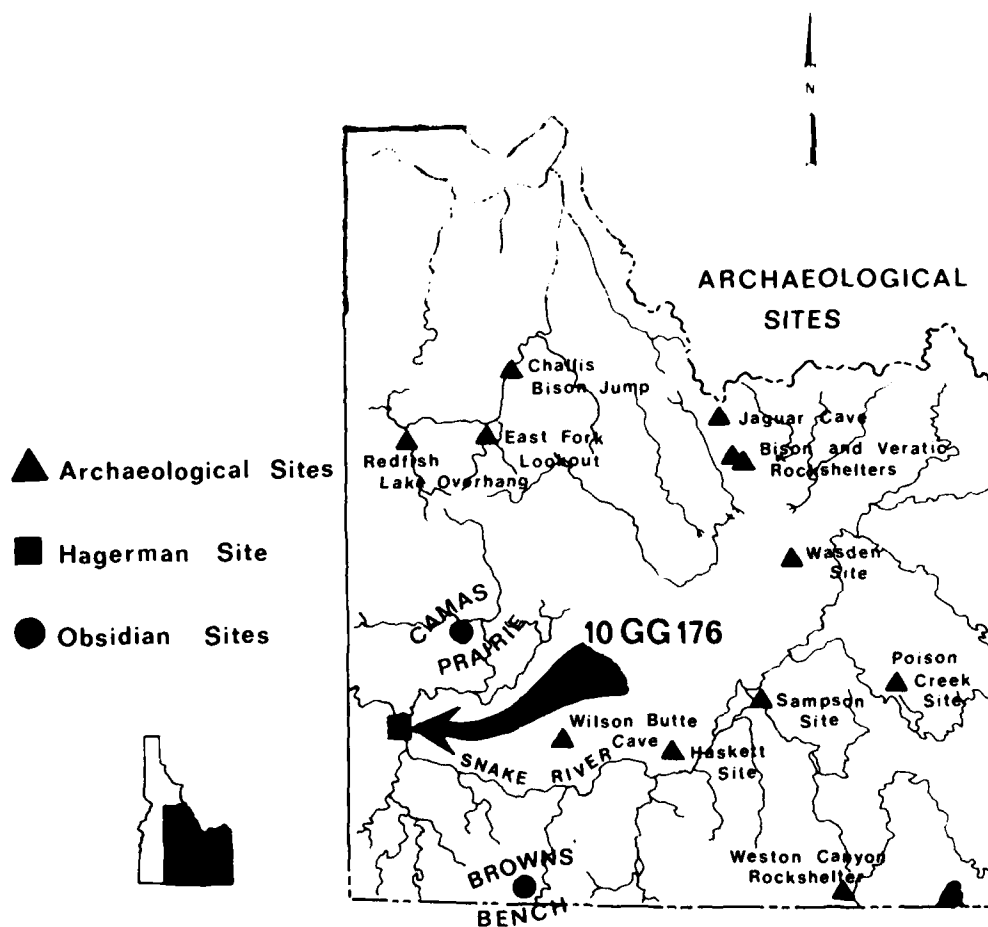 N
ARCHAEOLOGICAL
SITES
Challis
Bison Jump
Jaguar Cave
Redfish
Lake Overhang
East Fork
Lookout
Bison and Veratic
Rockshelters
Archaeological Sites
Hagerman Site
Obsidian Sites
Wasden
Site
CAMAS
PRAIRIE
10 GG 176
Poison
Creek
Site
Sampson
Site
Wilson Butte
Cave
Haskett
Site
SNAKE RIVER
BROWNS
BENCH
Weston Canyon
Rockshelter